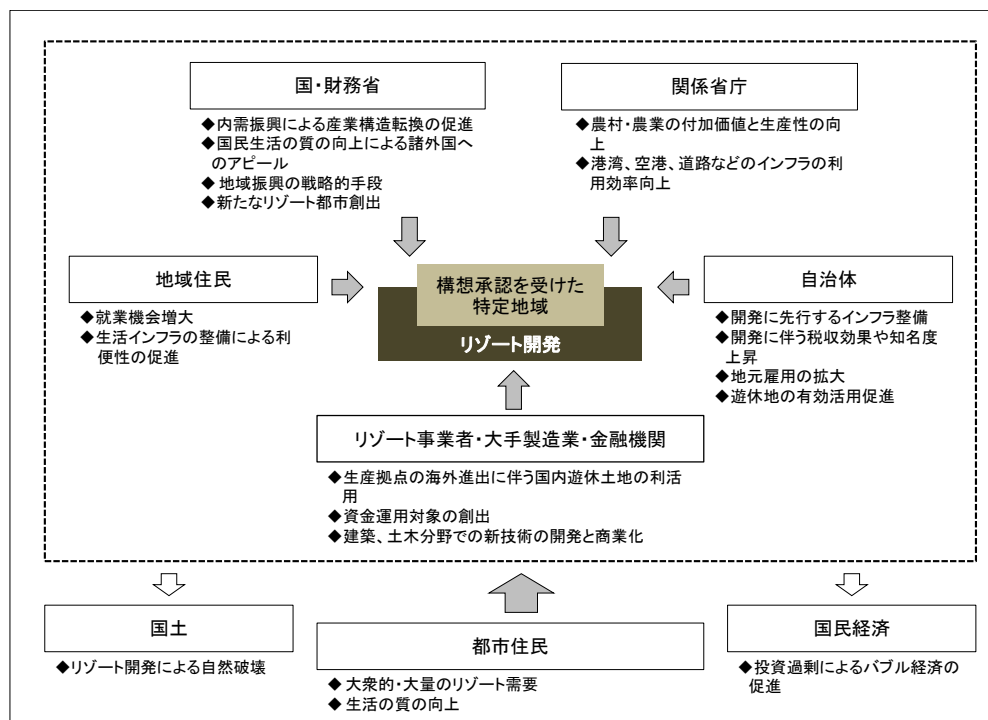 国・財務省
◆内需振興による産業構造転換の促進
◆国民生活の質の向上による諸外国へ
のアピール
◆地域振興の戦略的手段
◆新たなリゾート都市創出
関係省庁
◆農村・農業の付加価値と生産性の向
上
◆港湾、空港、道路などのインフラの利
用効率向上
地域住民
◆就業機会増大
◆生活インフラの整備による利
便性の促進
構想承認を受けた
特定地域
リゾート開発
自治体
◆開発に先行するインフラ整備
◆開発に伴う税収効果や知名度
上昇
◆地元雇用の拡大
◆遊休地の有効活用促進
リゾート事業者・大手製造業・金融機関
◆生産拠点の海外進出に伴う国内遊休土地の利活
用
◆資金運用対象の創出
◆建築、土木分野での新技術の開発と商業化
国土
◆リゾート開発による自然破壊
都市住民
◆大衆的・大量のリゾート需要
◆生活の質の向上
国民経済
◆投資過剰によるバブル経済の
促進